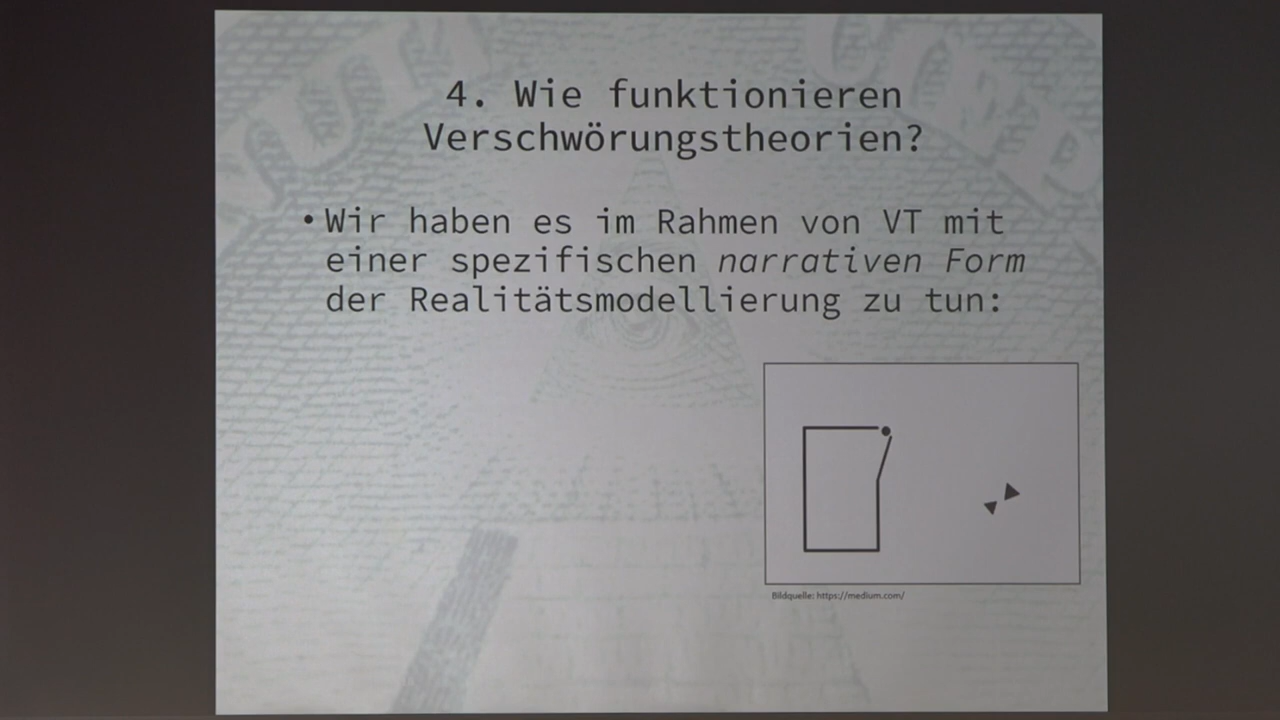 4. Wie funktionieren
Verschwörungstheorien?
• Wir haben es im Rahmen von VT mit
einer spezifischen narrativen Form
der Realitätsmodellierung zu tun:
Bildquelle: https://medium.com/